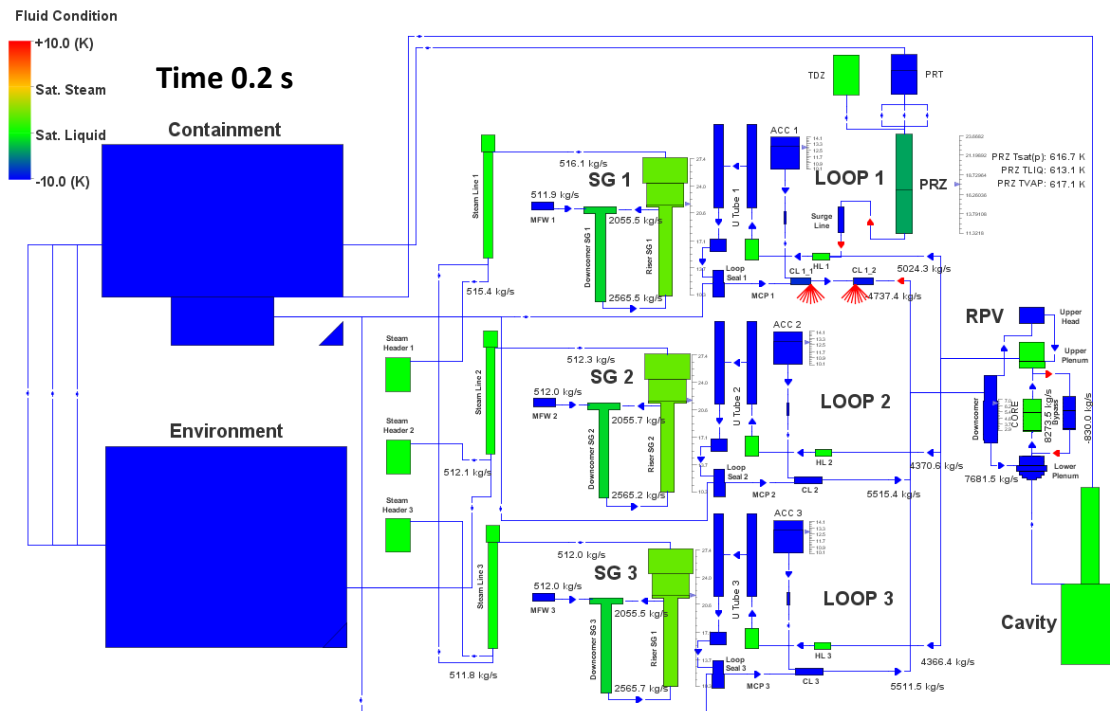 Fluid Condition
+10.0 (K)
Sat. Steam
Sat. Liquid
-10.0 (K)
Time 0.2 s
Containment
Environment
Steam Header 1
Steam Header 2
Steam Header 3
Steam Line 1
516.1 kg/s
511.9 kg/s
MFW 1
SG 1
2055.5 kg/s
Downcomer SG 1
Riser SG 1
2565.5 kg/s
515.4 kg/s
Steam Line 2
512.3 kg/s
512.0 kg/s
MFW 2
SG 2
2055.7 kg/s
Downcomer SG 2
Riser SG 2
2565.2 kg/s
512.1 kg/s
Steam Line 3
512.0 kg/s
512.0 kg/s
MFW 3
SG 3
2055.5 kg/s
Downcomer SG 3
Riser SG 1
2565.7 kg/s
511.8 kg/s
U Tube 1
ACC 1
LOOP 1
Loop
Seal 1
MCP 1
CL 1_1
CL 1_2
HL 1
Surge
Line
5024.3 kg/s
4737.4 kg/s
TDZ
PRT
PRZ
PRZ Tsat(p): 616.7 K
PRZ TLIQ: 613.1 K
PRZ TVAP: 617.1 K
U Tube 2
ACC 2
LOOP 2
Loop
Seal 2
MCP 2
CL 2
HL 2
4370.6 kg/s
5515.4 kg/s
U Tube 3
ACC 3
LOOP 3
Loop
Seal 3
MCP 3
CL 3
HL 3
4366.4 kg/s
5511.5 kg/s
RPV
Upper
Head
Upper
Plenum
Downcomer
CORE
8273.5 kg/s
Bypass
-830.0 kg/s
Lower
Plenum
7681.5 kg/s
Cavity